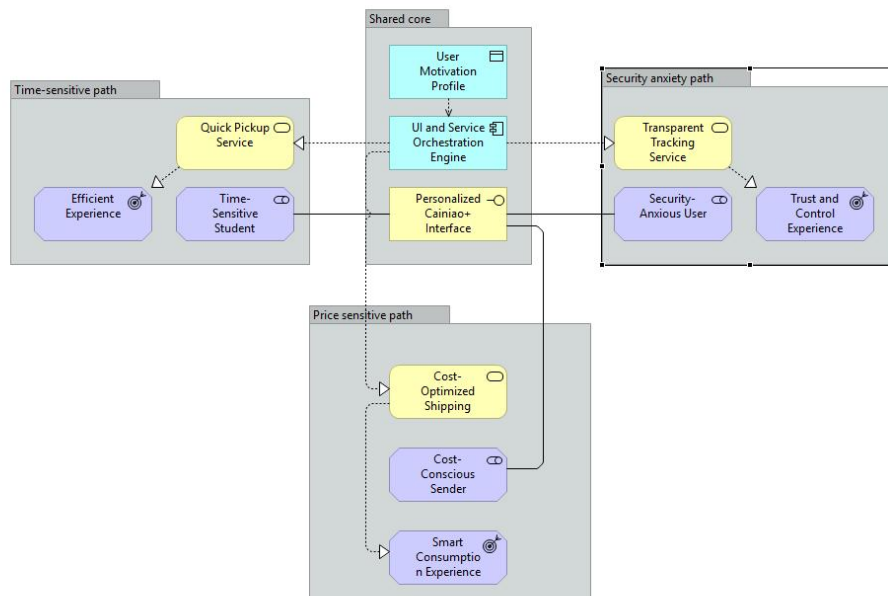 Shared core
User
Motivation
Profile
UI and Service
Orchestration
Engine
Personalized
Cainiao+
Interface
Time-sensitive path
Quick Pickup
Service
Efficient
Experience
Time-
Sensitive
Student
Security anxiety path
Transparent
Tracking
Service
Security-
Anxious User
Trust and
Control
Experience
Price sensitive path
Cost-
Optimized
Shipping
Cost-
Conscious
Sender
Smart
Consumptio
n Experience